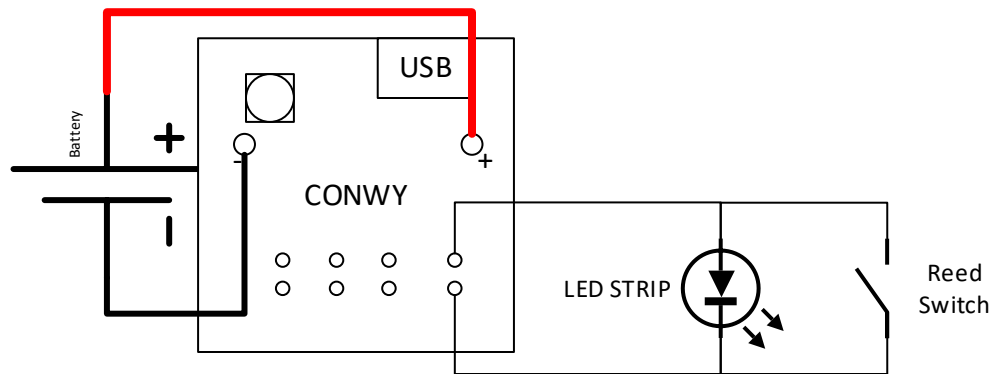 USB
Battery
+
-
+
CONWY
–
LED STRIP
Reed
Switch